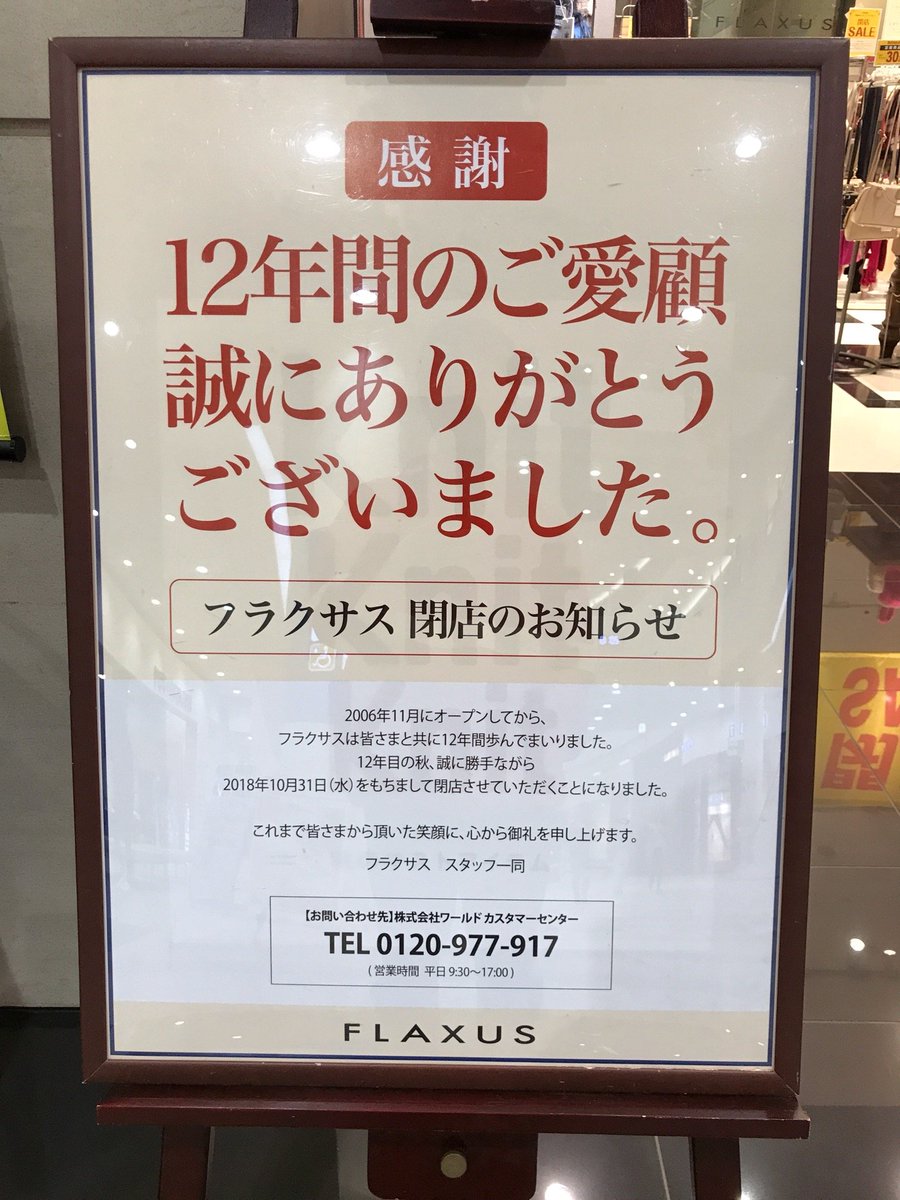 感謝
12年間のご愛顧
誠にありがとう
ございました。
フラクサス 閉店のお知らせ
2006年11月にオープンしてから、
フラクサスは皆さまと共に12年間歩んでまいりました。
12年目の秋、誠に勝手ながら
2018年10月31日(水)をもちまして閉店させていただくことになりました。
これまで皆さまから頂いた笑顔に、心から御礼を申し上げます。
フラクサス　スタッフ一同
【お問い合わせ先】株式会社ワールド カスタマーセンター
TEL 0120-977-917
(営業時間 平日 9:30〜17:00)
FLAXUS
FLAXUS
閉店
SALE